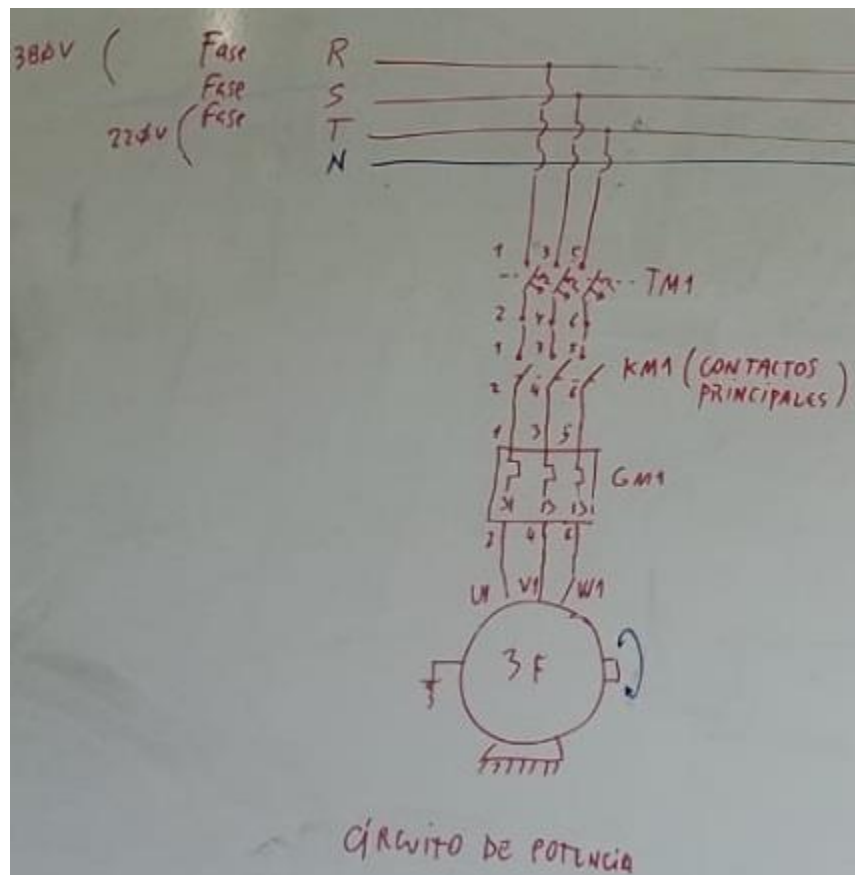 380V ( Fase R
Fase S
220V ( Fase T
N
1 3 5
TM1
2 4 6
1 3 5
KM1 (CONTACTOS PRINCIPALES)
2 4 6
1 3 5
GM1
2 4 6
U1 V1 W1
3F
CIRCUITO DE POTENCIA